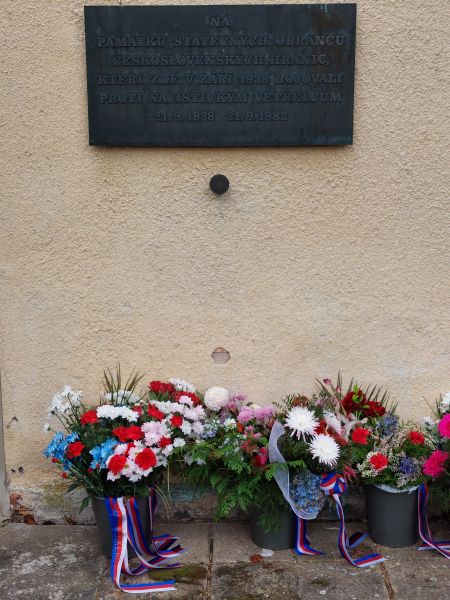 NA
PAMÁTKU STATEČNÝCH OBRÁNCŮ
ČESKOSLOVENSKÝCH HRANIC,
KTEŘÍ ZDE V ZÁŘÍ 1938 BOJOVALI
PROTI NACISTICKÝM VETŘELCŮM
21.9.1938 21.9.1982